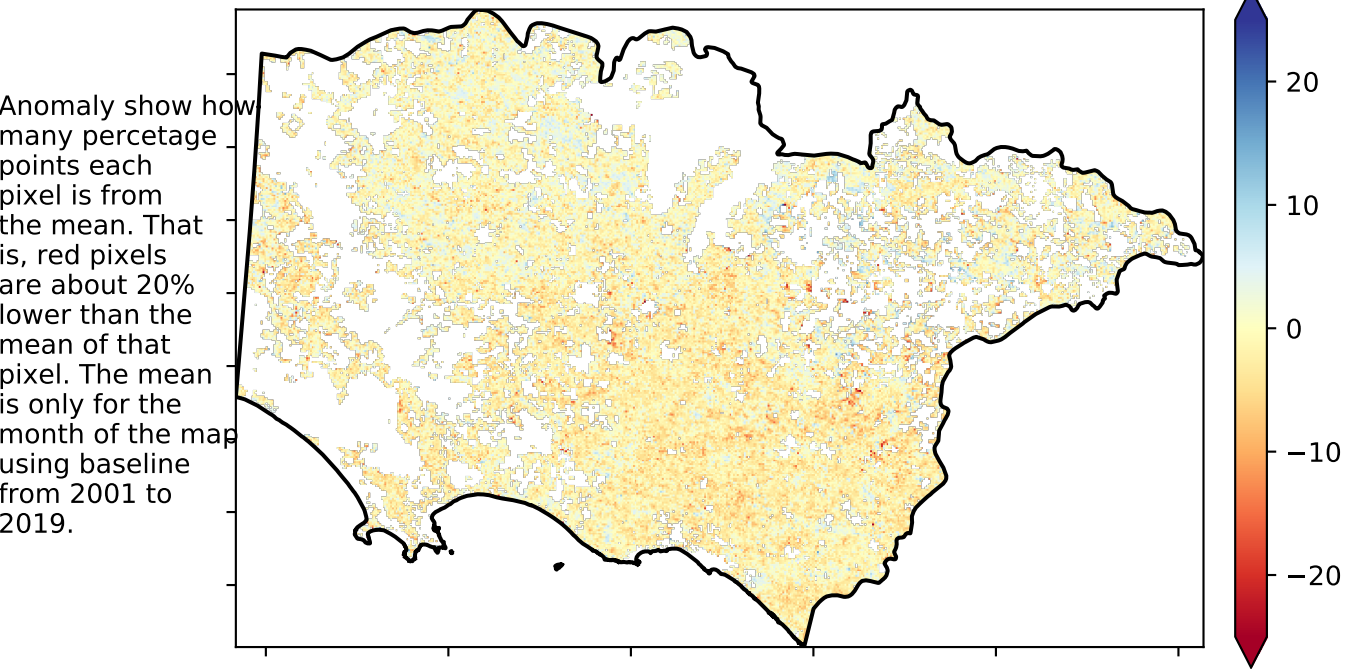 Anomaly show how
many percetage
points each
pixel is from
the mean. That
is, red pixels
are about 20%
lower than the
mean of that
pixel. The mean
is only for the
month of the map
using baseline
from 2001 to
2019.
20
10
0
−10
−20